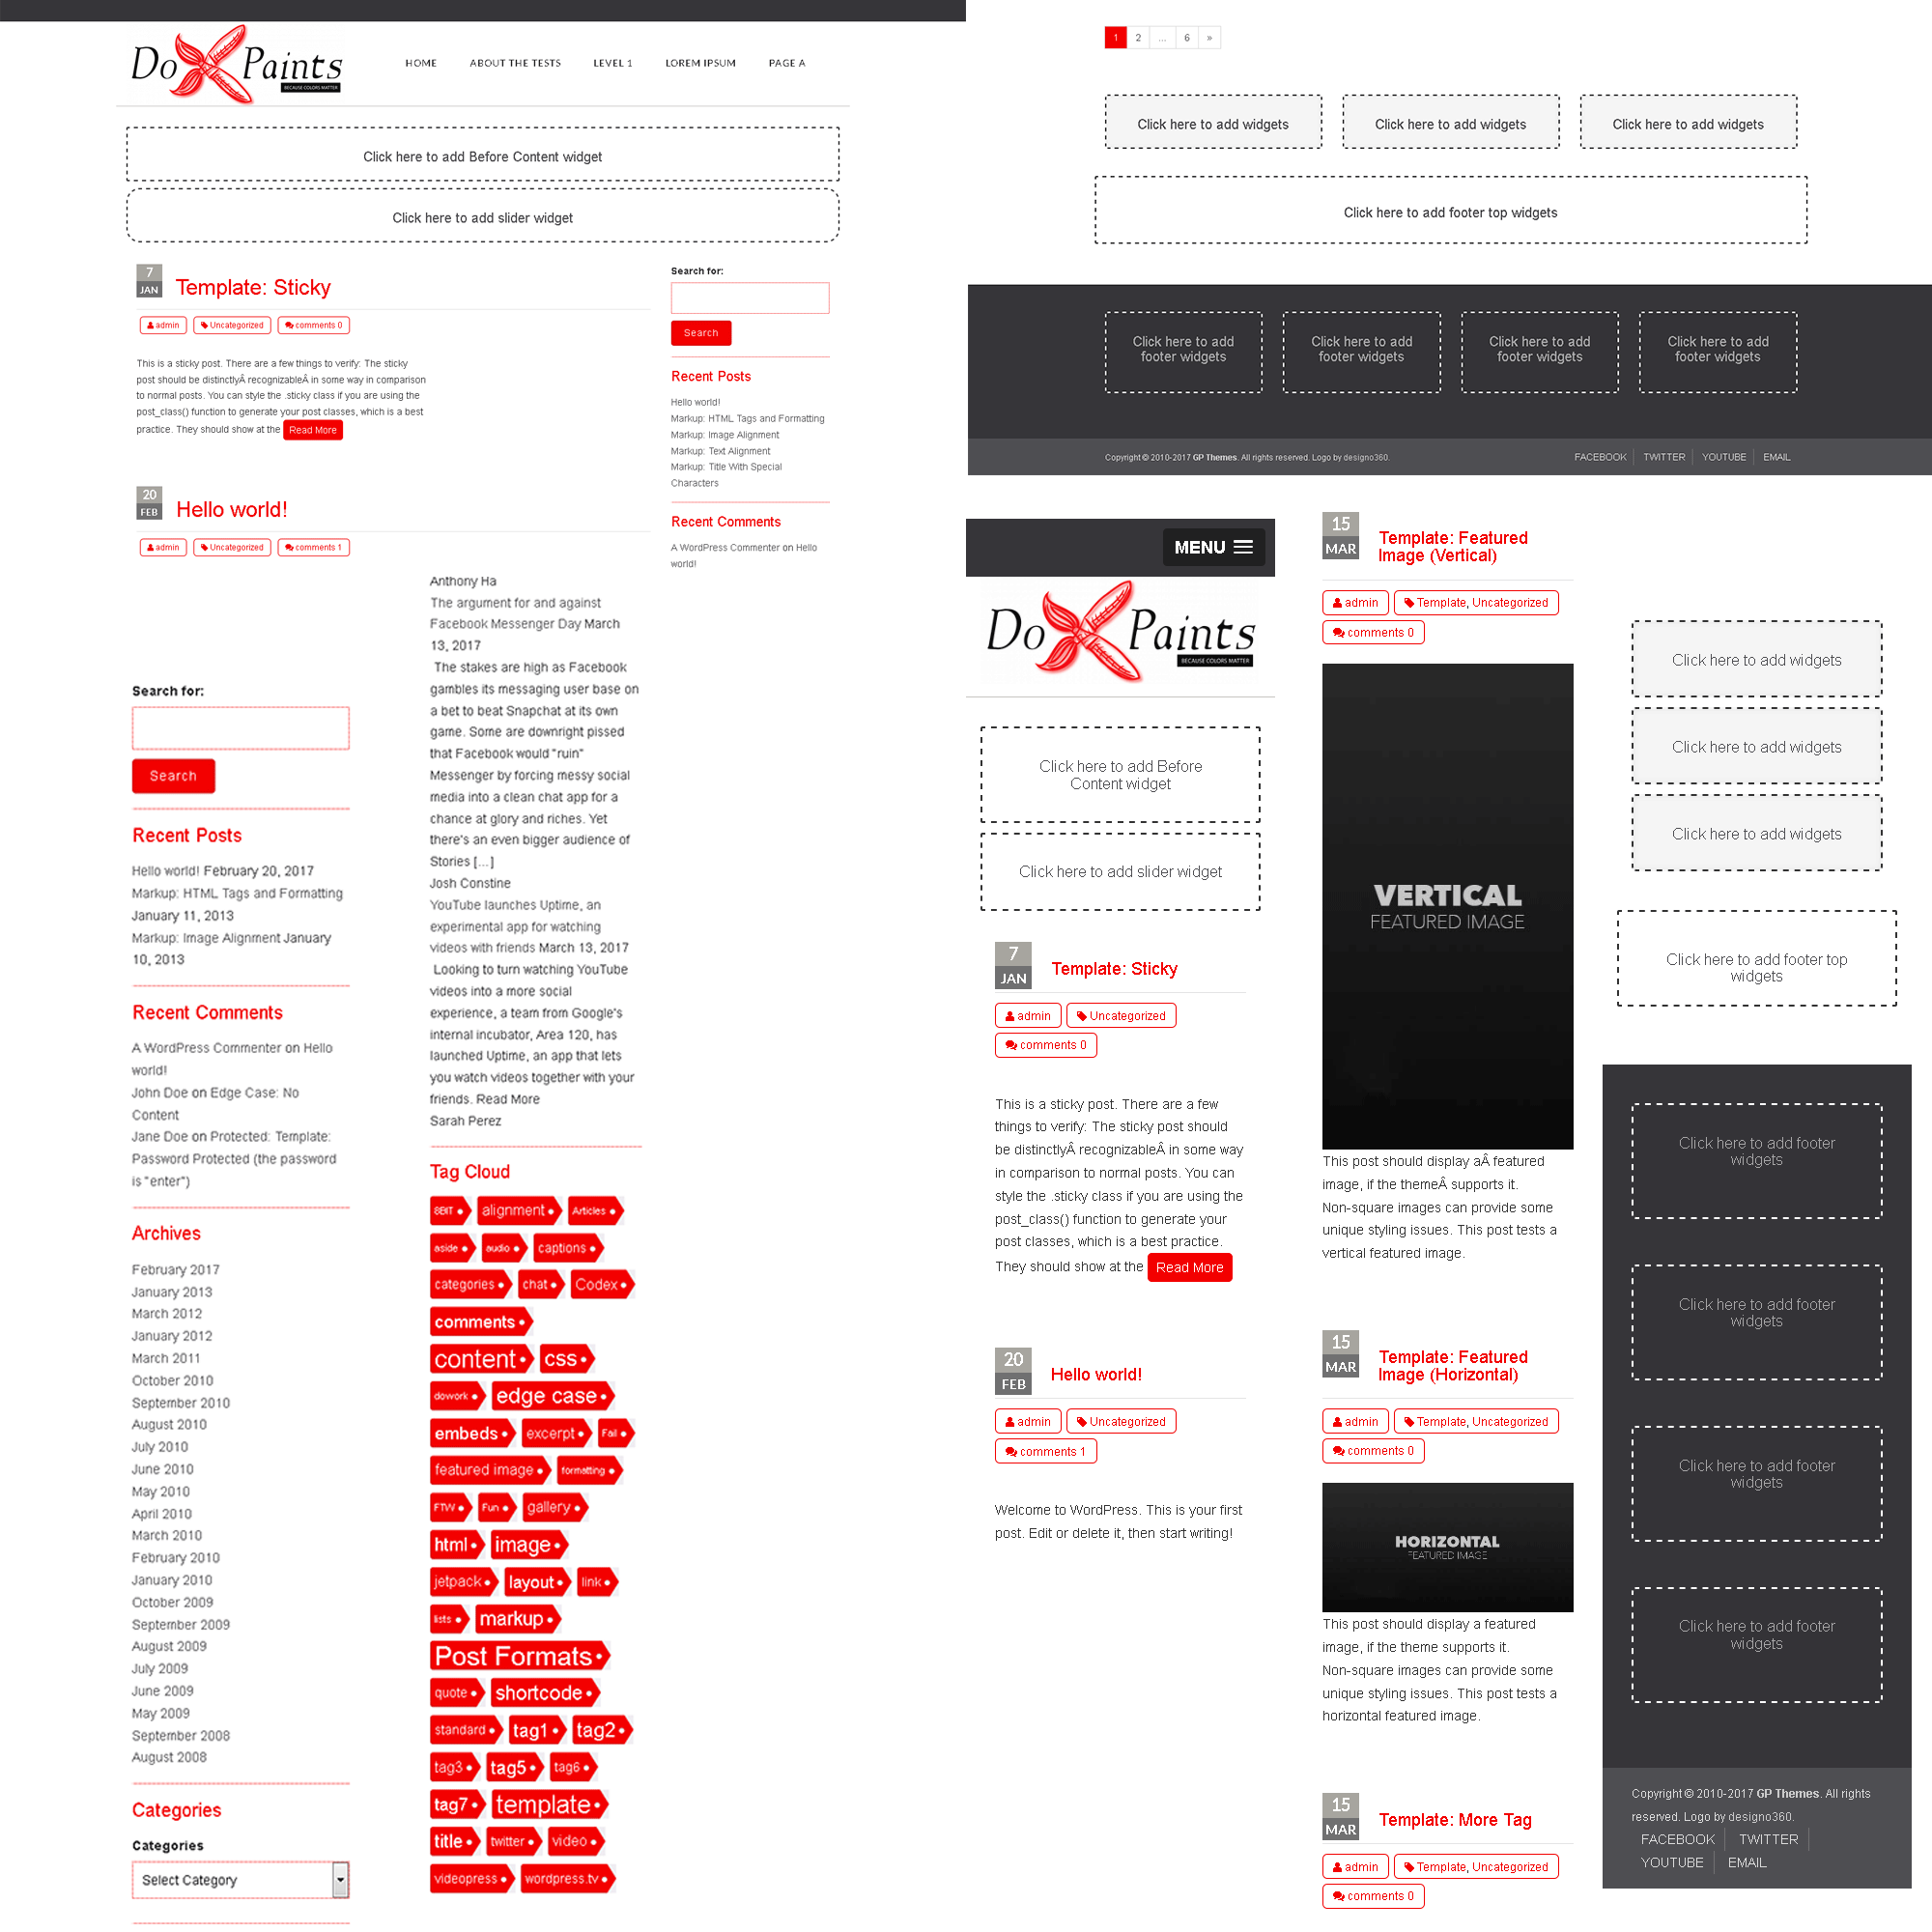 Do Paints
BECAUSE COLORS MATTER
HOME ABOUT THE TESTS LEVEL 1 LOREM IPSUM PAGE A
Click here to add Before Content widget
Click here to add slider widget
7
JAN
Template: Sticky
admin Uncategorized comments 0
This is a sticky post. There are a few things to verify: The sticky
post should be distinctlyÂ recognizableÂ in some way in comparison
to normal posts. You can style the .sticky class if you are using the
post_class() function to generate your post classes, which is a best
practice. They should show at the Read More
20
FEB
Hello world!
admin Uncategorized comments 1
Search for:
Search
Recent Posts
Hello world!
Markup: HTML Tags and Formatting
Markup: Image Alignment
Markup: Text Alignment
Markup: Title With Special
Characters
Recent Comments
A WordPress Commenter on Hello
world!
Search for:
Search
Recent Posts
Hello world! February 20, 2017
Markup: HTML Tags and Formatting
January 11, 2013
Markup: Image Alignment January
10, 2013
Recent Comments
A WordPress Commenter on Hello
world!
John Doe on Edge Case: No
Content
Jane Doe on Protected: Template:
Password Protected (the password
is "enter")
Archives
February 2017
January 2013
March 2012
January 2012
March 2011
October 2010
September 2010
August 2010
July 2010
June 2010
May 2010
April 2010
March 2010
February 2010
January 2010
October 2009
September 2009
August 2009
July 2009
June 2009
May 2009
September 2008
August 2008
Categories
Categories
Select Category
Anthony Ha
The argument for and against
Facebook Messenger Day March
13, 2017
The stakes are high as Facebook
gambles its messaging user base on
a bet to beat Snapchat at its own
game. Some are downright pissed
that Facebook would "ruin"
Messenger by forcing messy social
media into a clean chat app for a
chance at glory and riches. Yet
there's an even bigger audience of
Stories [...]
Josh Constine
YouTube launches Uptime, an
experimental app for watching
videos with friends March 13, 2017
Looking to turn watching YouTube
videos into a more social
experience, a team from Google's
internal incubator, Area 120, has
launched Uptime, an app that lets
you watch videos together with your
friends. Read More
Sarah Perez
Tag Cloud
8BIT alignment Articles
aside audio captions
categories chat Codex
comments
content css
dowork edge case
embeds excerpt Fail
featured image formatting
FTW Fun gallery
html image
jetpack layout link
lists markup
Post Formats
quote shortcode
standard tag1 tag2
tag3 tag5 tag6
tag7 template
title twitter video
videopress wordpress.tv
1 2 ... 6 »
Click here to add widgets Click here to add widgets Click here to add widgets
Click here to add footer top widgets
Click here to add Click here to add Click here to add Click here to add
footer widgets footer widgets footer widgets footer widgets
Copyright © 2010-2017 GP Themes. All rights reserved. Logo by designo360.
FACEBOOK TWITTER YOUTUBE EMAIL
MENU
Do Paints
BECAUSE COLORS MATTER
Click here to add Before
Content widget
Click here to add slider widget
7
JAN
Template: Sticky
admin Uncategorized
comments 0
This is a sticky post. There are a few
things to verify: The sticky post should
be distinctlyÂ recognizableÂ in some way
in comparison to normal posts. You can
style the .sticky class if you are using the
post_class() function to generate your
post classes, which is a best practice.
They should show at the Read More
20
FEB
Hello world!
admin Uncategorized
comments 1
Welcome to WordPress. This is your first
post. Edit or delete it, then start writing!
15
MAR
Template: Featured
Image (Vertical)
admin Template, Uncategorized
comments 0
VERTICAL
FEATURED IMAGE
This post should display aÂ featured
image, if the themeÂ supports it.
Non-square images can provide some
unique styling issues. This post tests a
vertical featured image.
15
MAR
Template: Featured
Image (Horizontal)
admin Template, Uncategorized
comments 0
HORIZONTAL
FEATURED IMAGE
This post should display a featured
image, if the theme supports it.
Non-square images can provide some
unique styling issues. This post tests a
horizontal featured image.
15
MAR
Template: More Tag
admin Template, Uncategorized
comments 0
Click here to add widgets
Click here to add widgets
Click here to add widgets
Click here to add footer top
widgets
Click here to add footer
widgets
Click here to add footer
widgets
Click here to add footer
widgets
Click here to add footer
widgets
Copyright © 2010-2017 GP Themes. All rights
reserved. Logo by designo360.
FACEBOOK TWITTER
YOUTUBE EMAIL